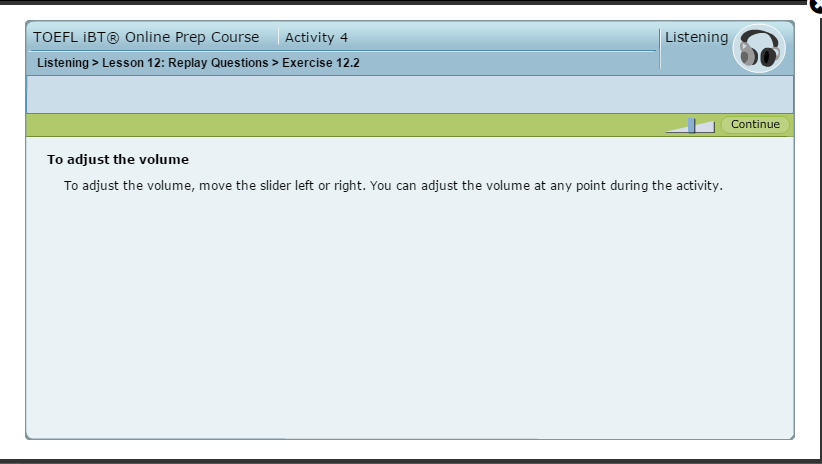 TOEFL iBT® Online Prep Course Activity 4 Listening
Listening > Lesson 12: Replay Questions > Exercise 12.2
Continue
To adjust the volume
To adjust the volume, move the slider left or right. You can adjust the volume at any point during the activity.